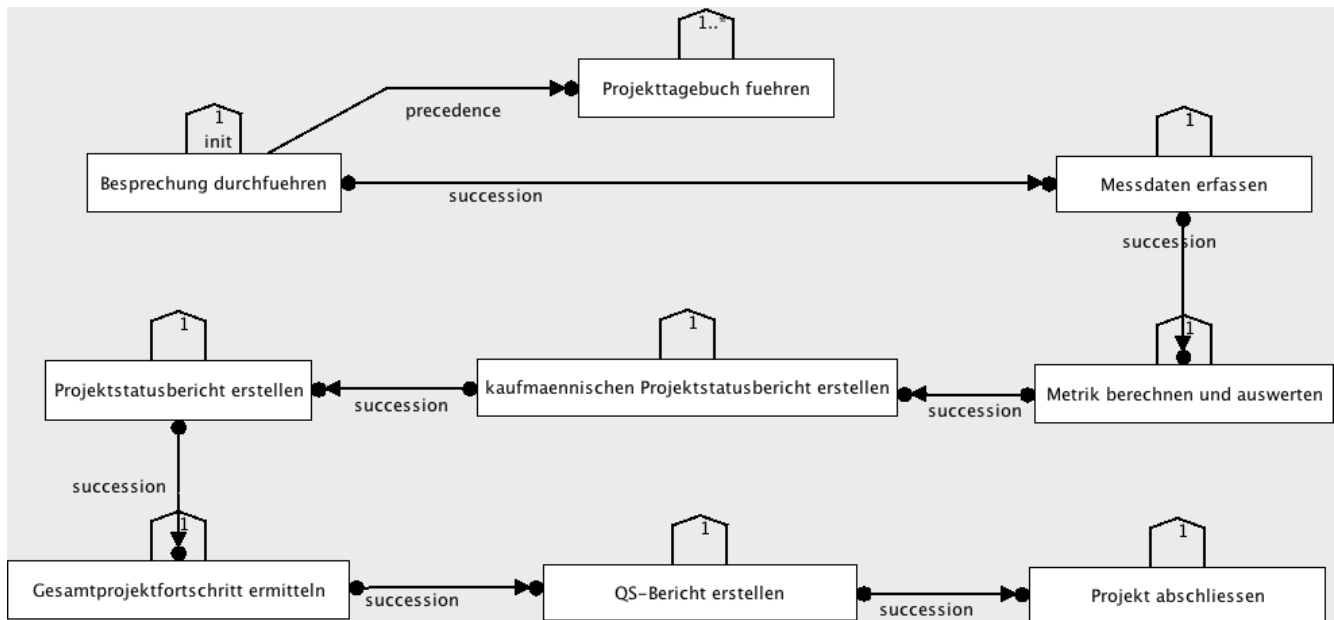 1..*
Projekttagebuch fuehren
precedence
1
init
Besprechung durchfuehren
succession
1
Messdaten erfassen
succession
1
Projektstatusbericht erstellen
succession
1
kaufmaennischen Projektstatusbericht erstellen
succession
1
Metrik berechnen und auswerten
succession
1
Gesamtprojektfortschritt ermitteln
succession
1
QS-Bericht erstellen
succession
1
Projekt abschliessen